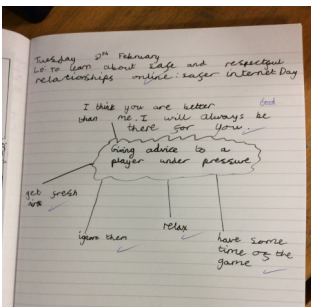 Tuesday 9th February
LO: To learn about safe and respectful
relationships online: safer internet Day
I think you are better
than me. I will always be
there for you.
Giving advice to a
player under pressure
get fresh
air
ignore them
relax
have some
time off the
game